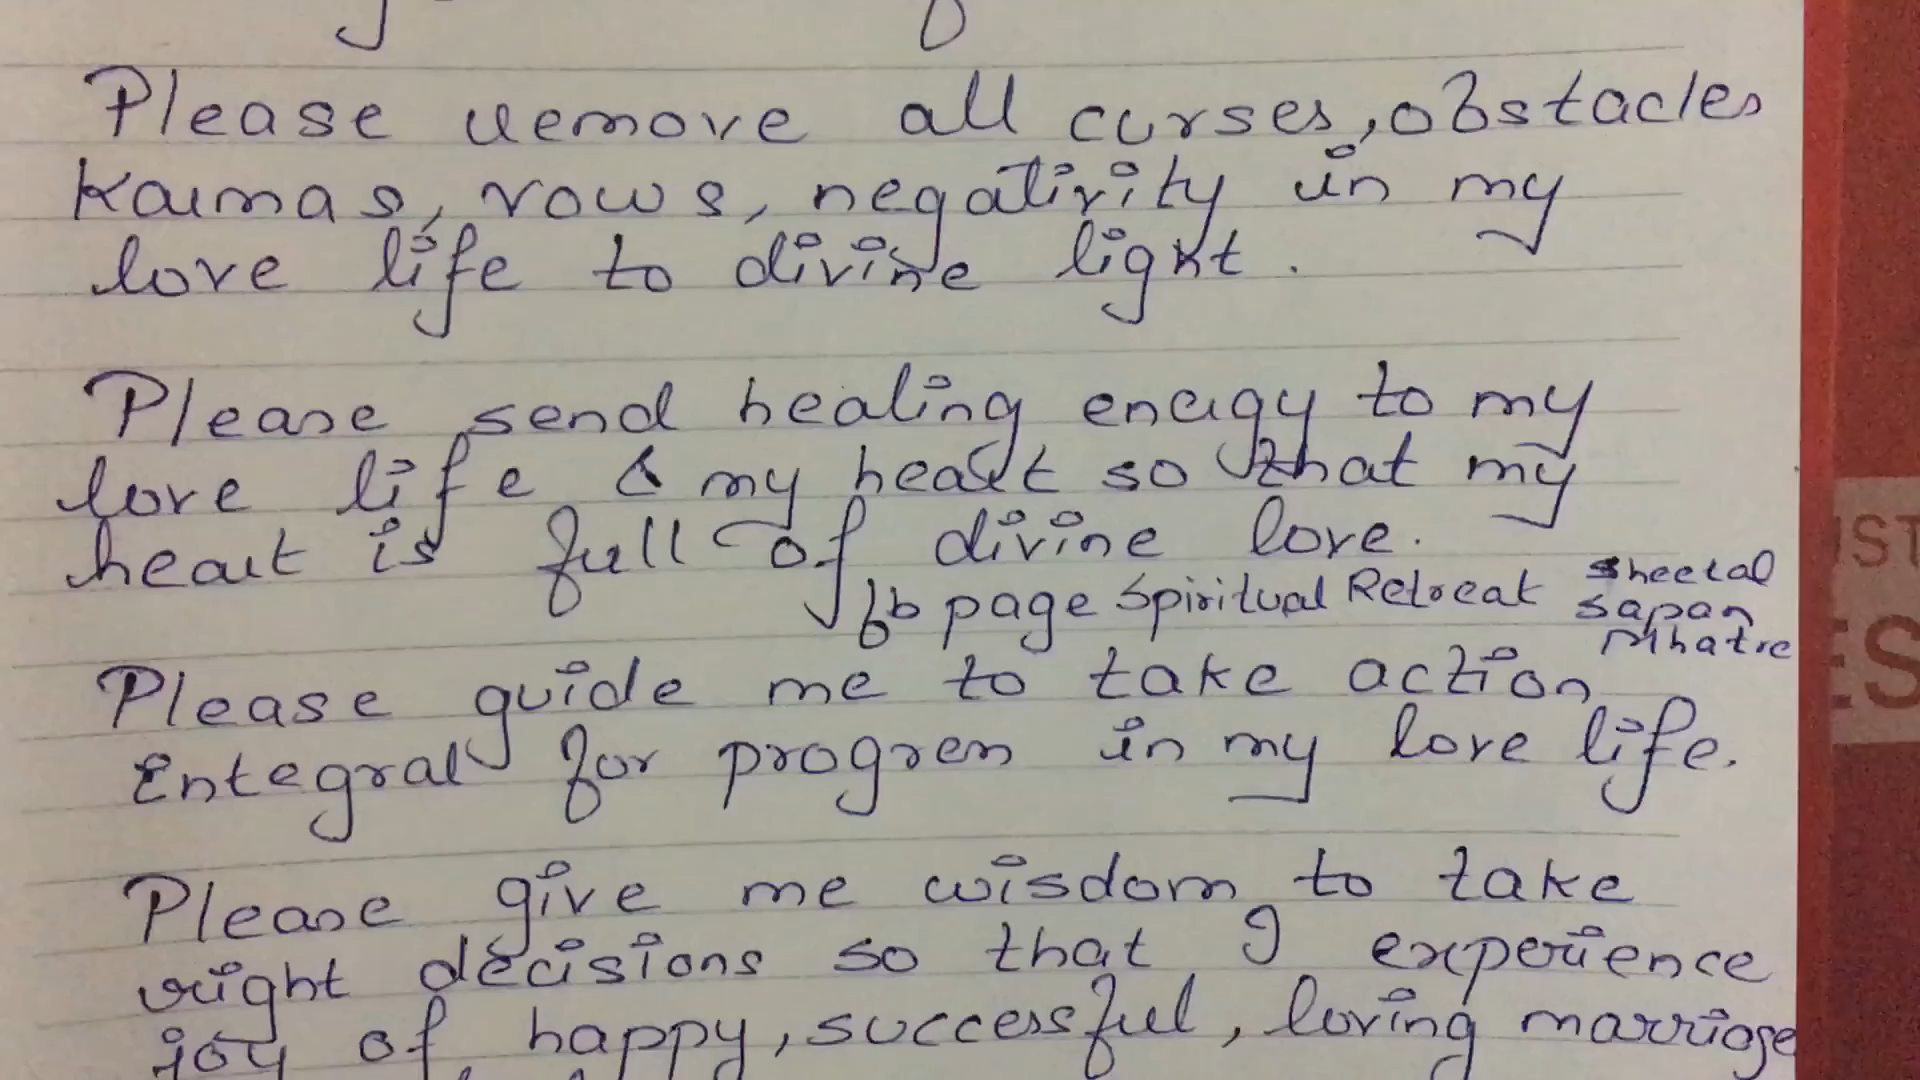 Please remove all curses, obstacles
Karmas, vows, negativity in my
love life to divine light.
Please send healing energy to my
love life & my heart so that my
heart is full of divine love.
fb page Spiritual Retreat Sheetal
Sapan
Mhatre
Please guide me to take action
Entegral for progress in my love life.
Please give me wisdom to take
right decisions so that I experience
joy of happy, successful, loving marriage